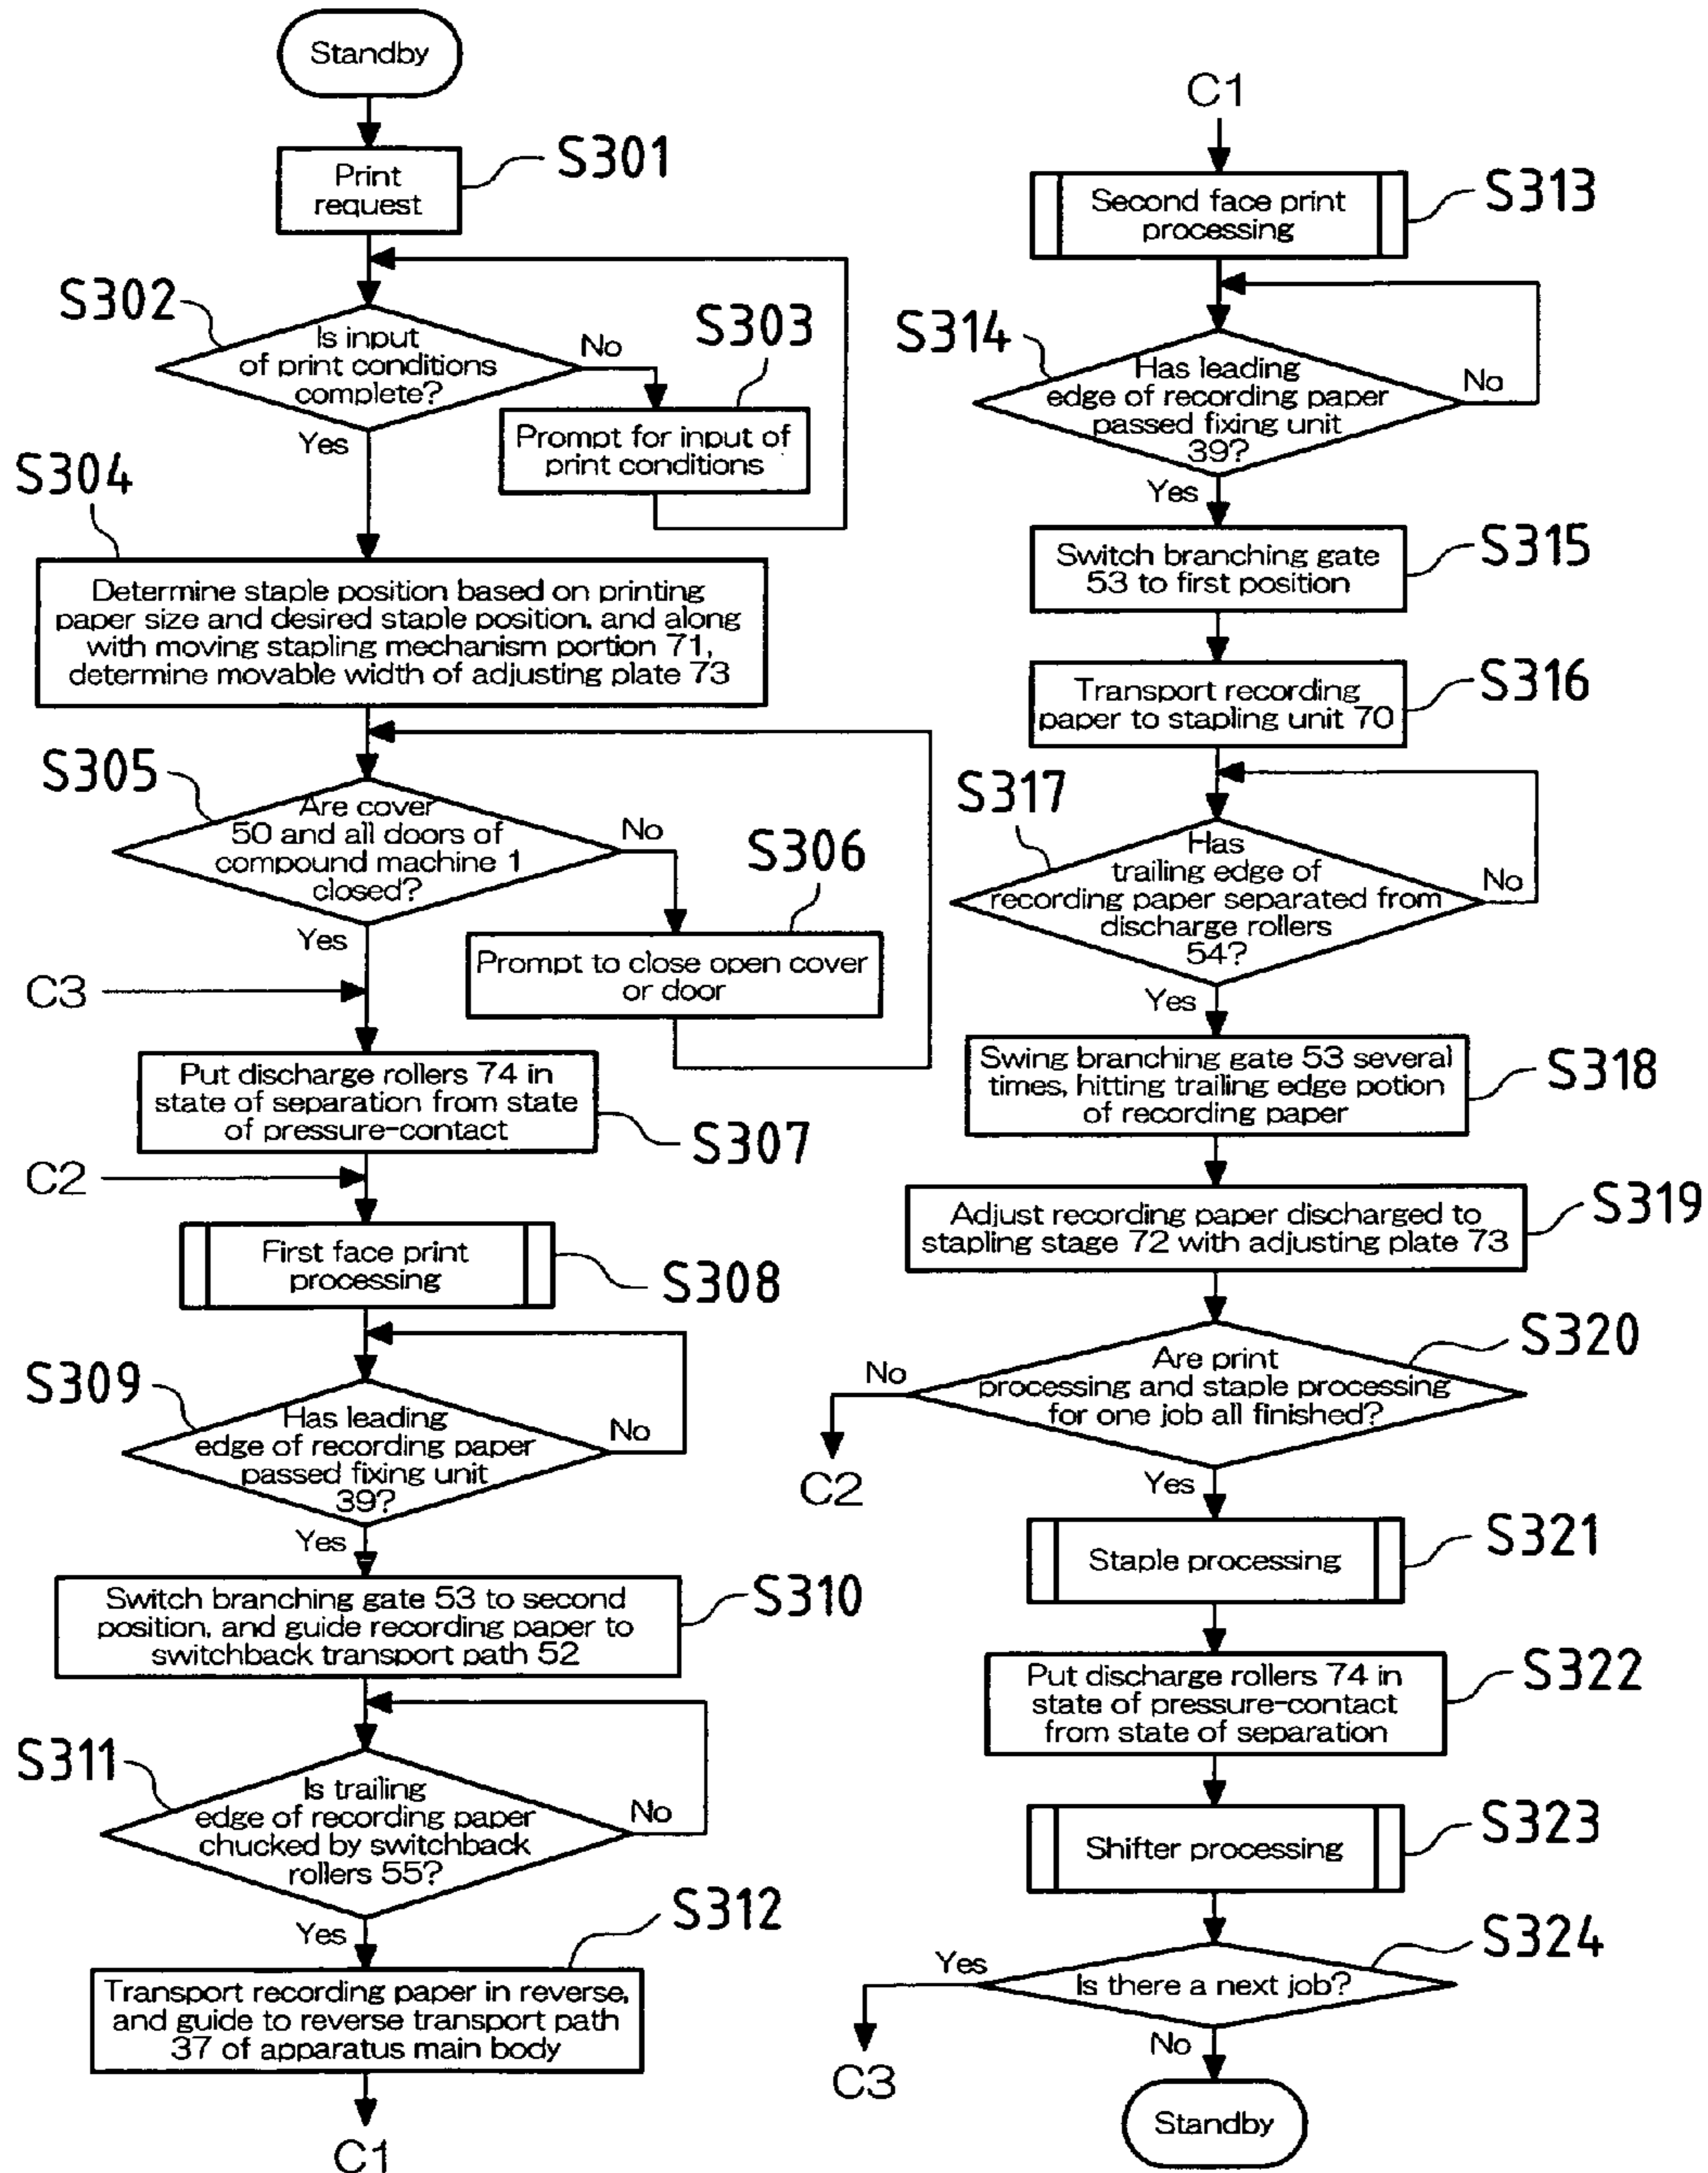 Standby
Print
request
S301
S302
Is input
of print conditions
complete?
No
Yes
S303
Prompt for input of
print conditions
S304
Determine staple position based on printing
paper size and desired staple position, and along
with moving stapling mechanism portion 71,
determine movable width of adjusting plate 73
S305
Are cover
50 and all doors of
compound machine 1
closed?
No
Yes
S306
Prompt to close open cover
or door
C3
Put discharge rollers 74 in
state of separation from state
of pressure-contact
S307
C2
First face print
processing
S308
S309
Has leading
edge of recording paper
passed fixing unit
39?
No
Yes
Switch branching gate 53 to second
position, and guide recording paper to
switchback transport path 52
S310
S311
Is trailing
edge of recording paper
chucked by switchback
rollers 55?
No
Yes
S312
Transport recording paper in reverse,
and guide to reverse transport path
37 of apparatus main body
C1
C1
Second face print
processing
S313
S314
Has leading
edge of recording paper
passed fixing unit
39?
No
Yes
Switch branching gate
53 to first position
S315
Transport recording
paper to stapling unit 70
S316
S317
Has
trailing edge of
recording paper separated from
discharge rollers
54?
No
Yes
Swing branching gate 53 several
times, hitting trailing edge potion
of recording paper
S318
Adjust recording paper discharged to
stapling stage 72 with adjusting plate 73
S319
S320
Are print
processing and staple processing
for one job all finished?
No
C2
Yes
Staple processing
S321
Put discharge rollers 74 in
state of pressure-contact
from state of separation
S322
Shifter processing
S323
S324
Is there a next job?
Yes
C3
No
Standby